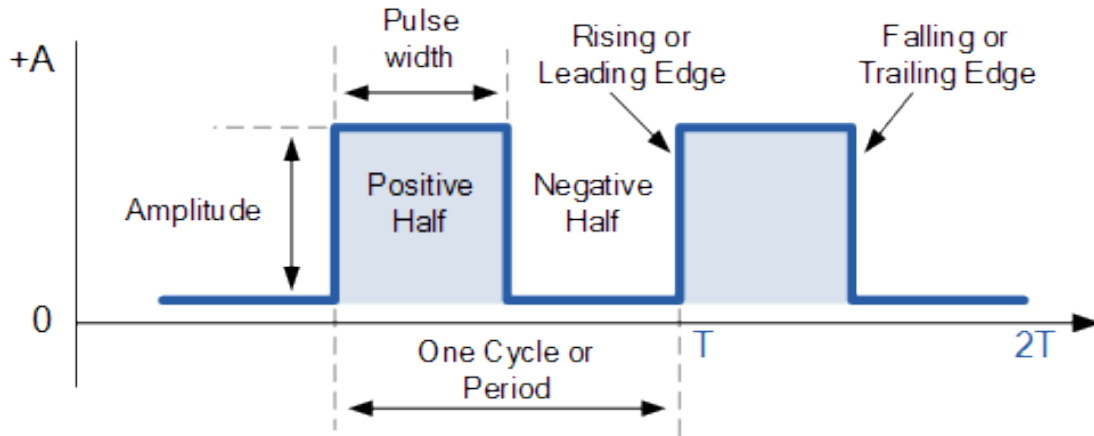 +A
Pulse
width
Rising or
Leading Edge
Falling or
Trailing Edge
Amplitude
Positive
Half
Negative
Half
0
T
2T
One Cycle or
Period